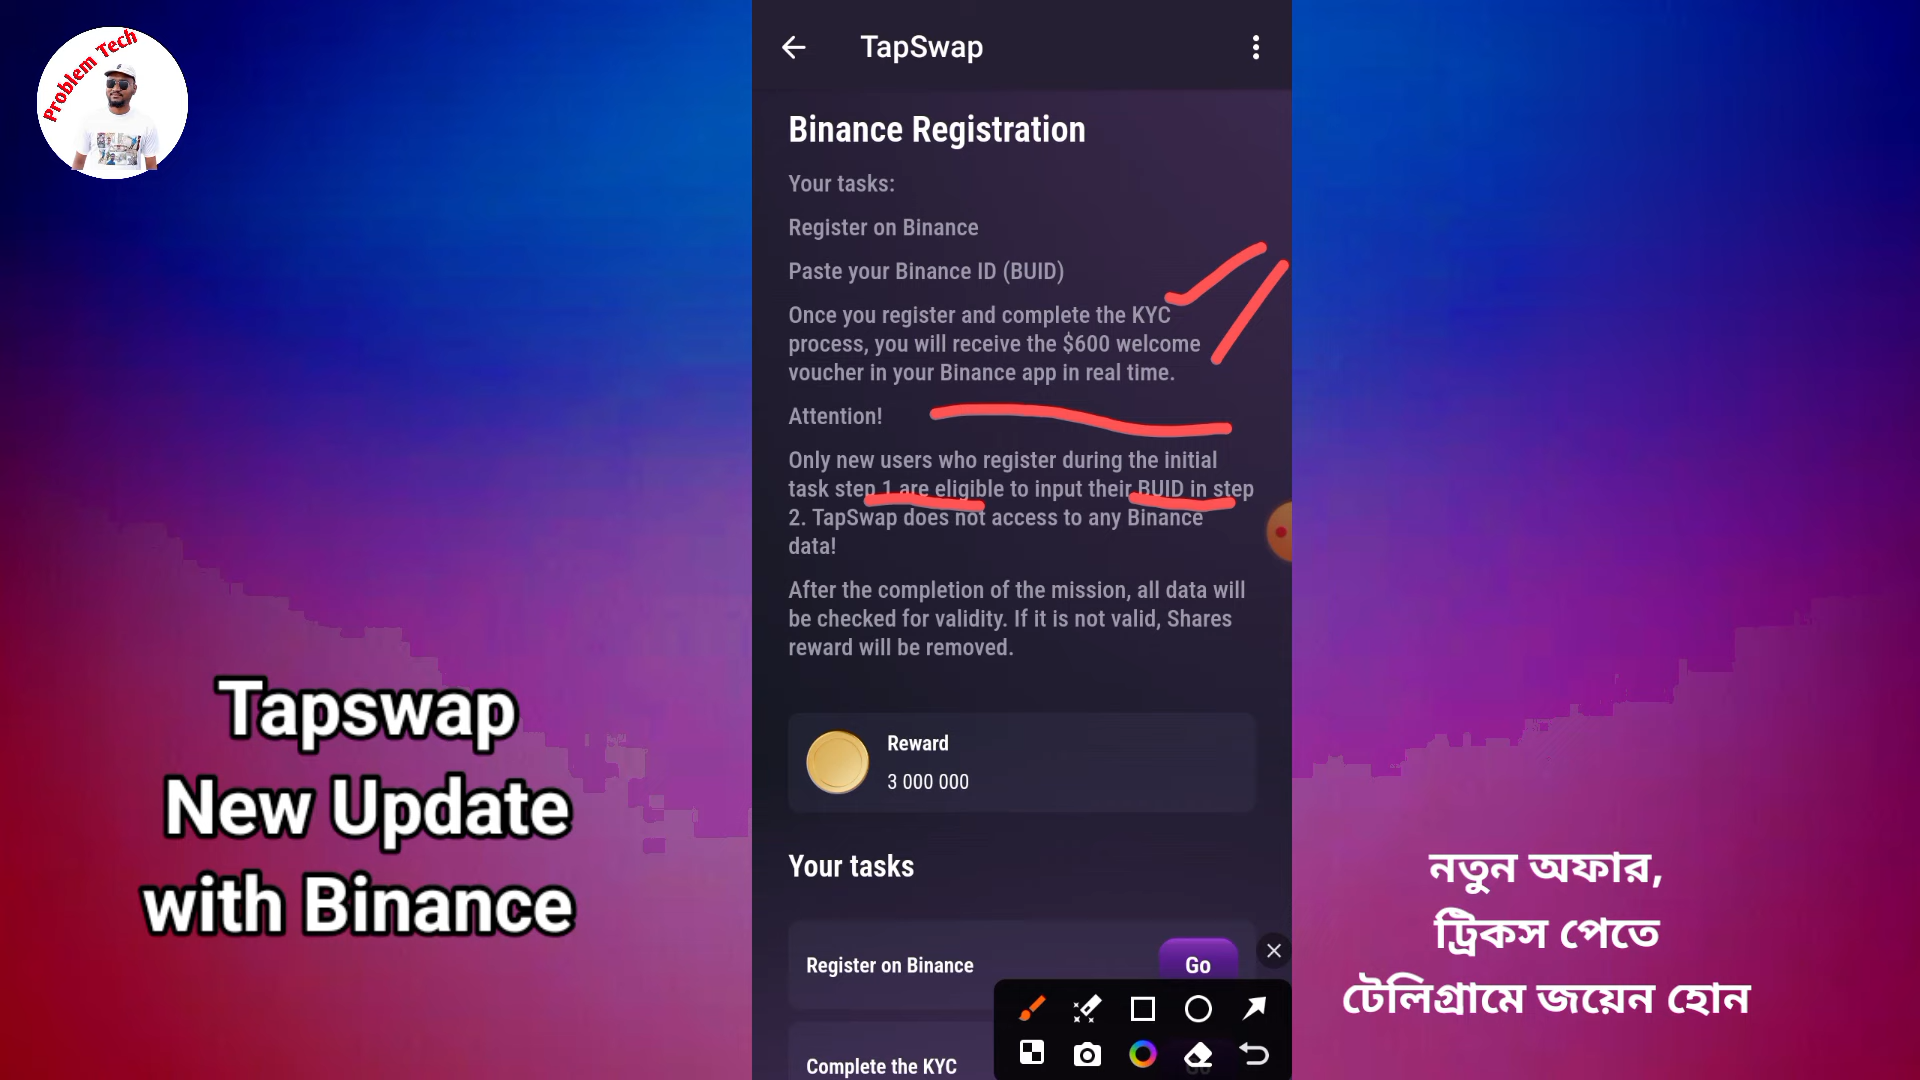 Problem Tech
TapSwap
Binance Registration
Your tasks:
Register on Binance
Paste your Binance ID (BUID)
Once you register and complete the KYC
process, you will receive the $600 welcome
voucher in your Binance app in real time.
Attention!
Only new users who register during the initial
task step 1 are eligible to input their BUID in step
2. TapSwap does not access to any Binance
data!
After the completion of the mission, all data will
be checked for validity. If it is not valid, Shares
reward will be removed.
Reward
3 000 000
Your tasks
Register on Binance
Go
Complete the KYC
Tapswap
New Update
with Binance
নতুন অফার,
ট্রিকস পেতে
টেলিগ্রামে জয়েন হোন